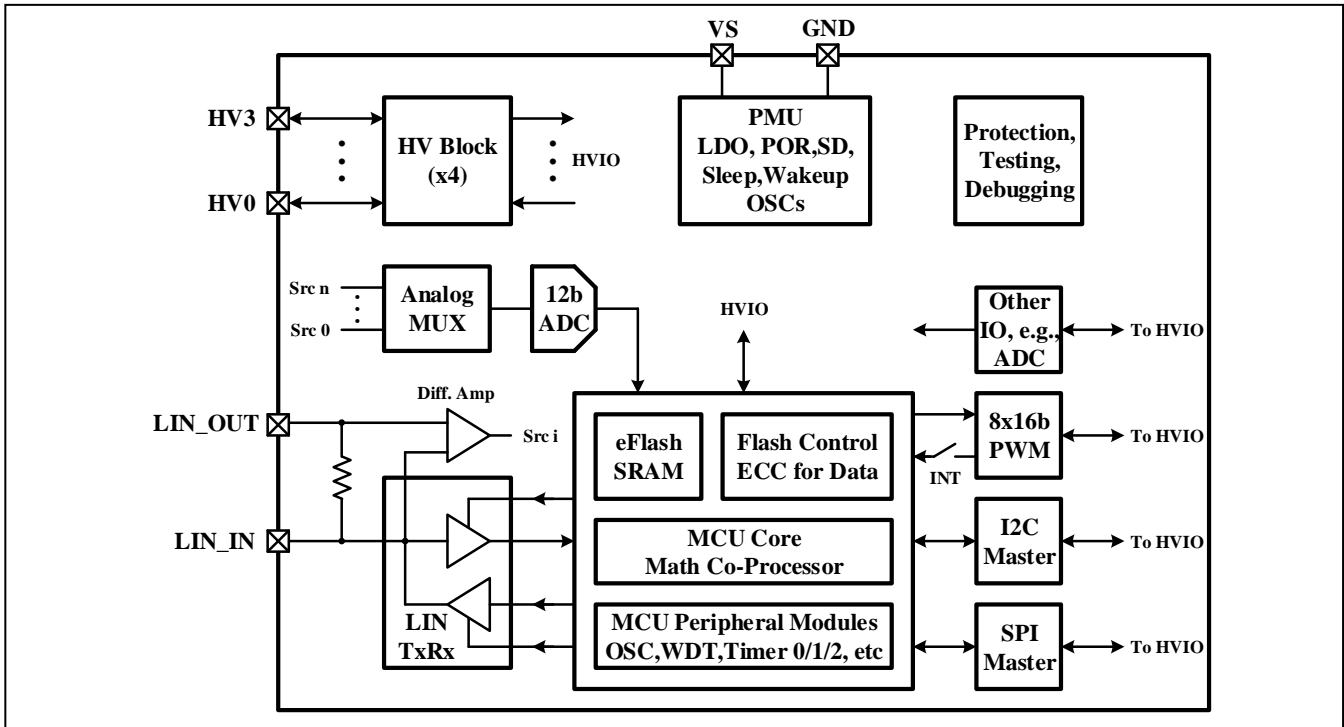 VS
GND
HV3
HV0
HV Block
(x4)
HVIO
PMU
LDO, POR,SD,
Sleep,Wakeup
OSCs
Protection,
Testing,
Debugging
Src n
Src 0
Analog
MUX
12b
ADC
HVIO
Other
IO, e.g.,
ADC
To HVIO
LIN_OUT
Diff. Amp
Src i
eFlash
SRAM
Flash Control
ECC for Data
INT
8x16b
PWM
To HVIO
LIN_IN
MCU Core
Math Co-Processor
I2C
Master
To HVIO
LIN
TxRx
MCU Peripheral Modules
OSC,WDT,Timer 0/1/2, etc
SPI
Master
To HVIO